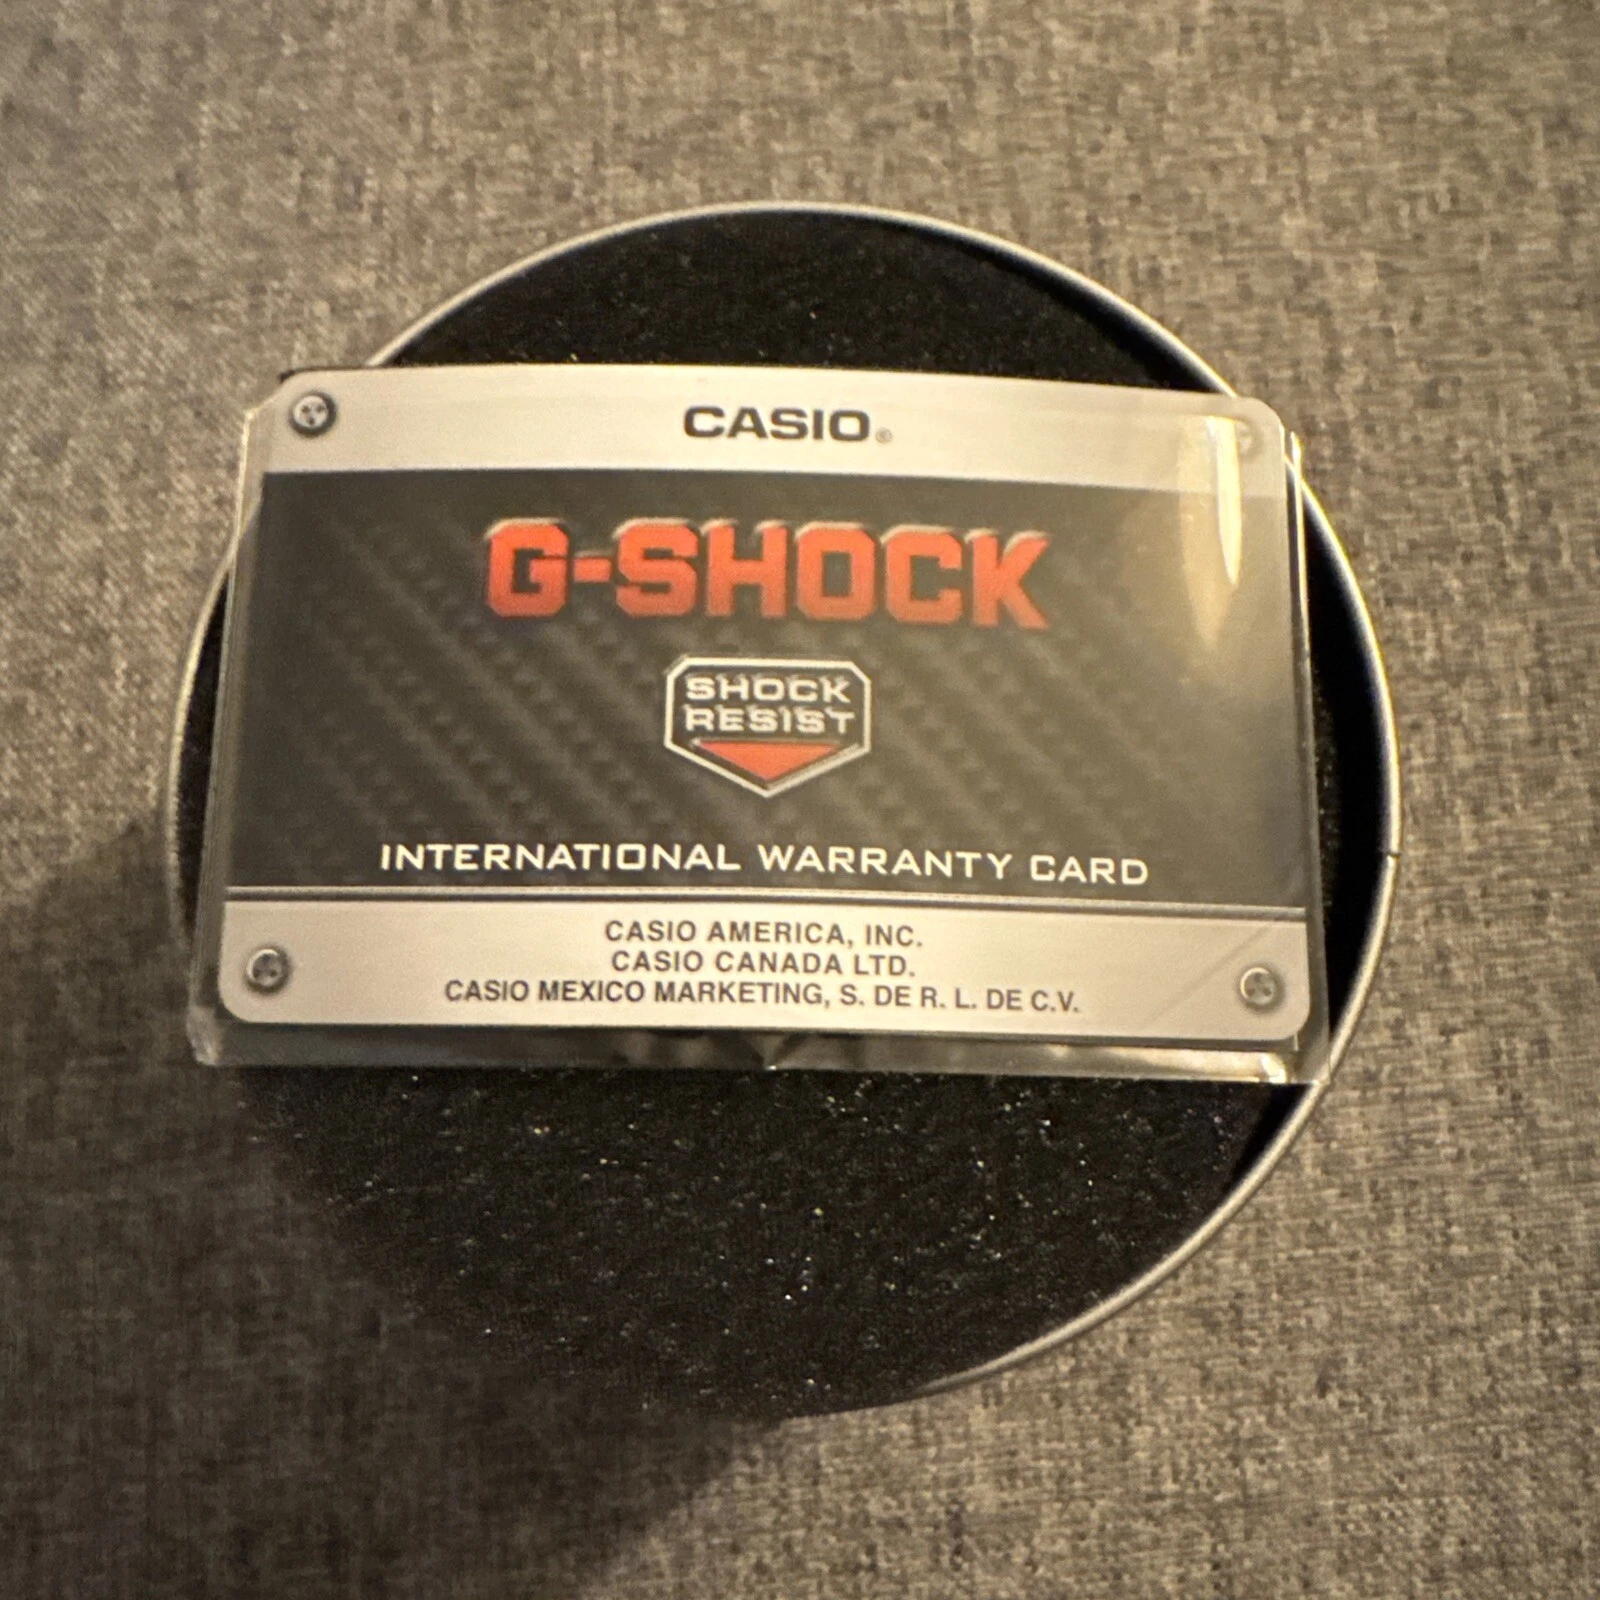 CASIO®
G-SHOCK
SHOCK
RESIST
INTERNATIONAL WARRANTY CARD
CASIO AMERICA, INC.
CASIO CANADA LTD.
CASIO MEXICO MARKETING, S. DE R. L. DE C.V.